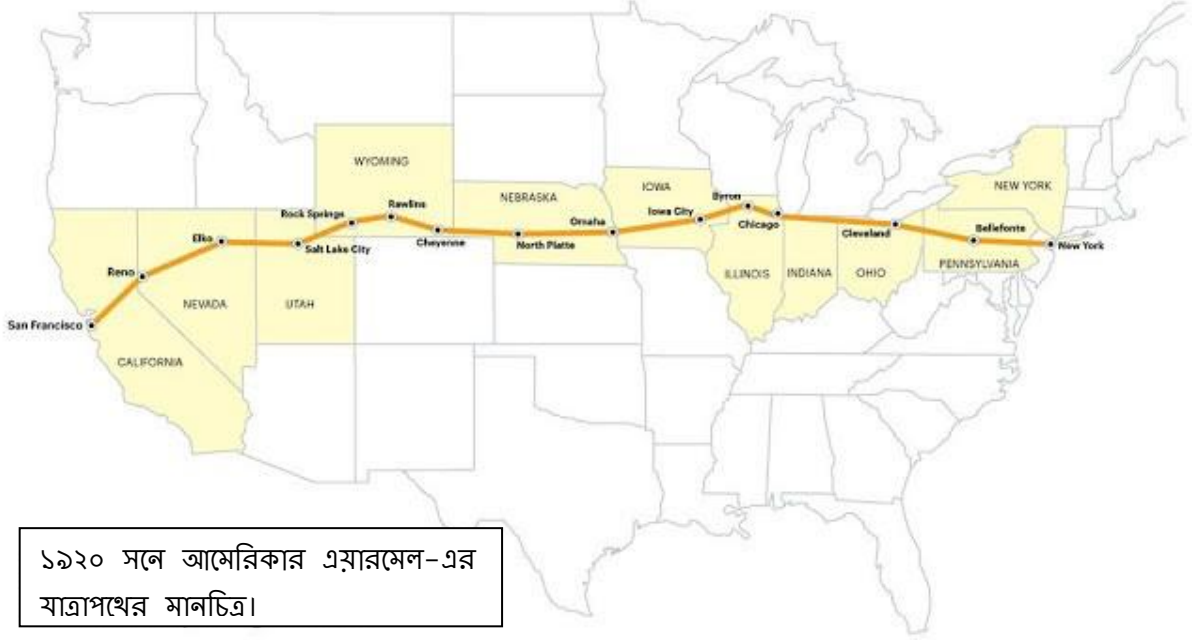 WYOMING
NEBRASKA
IOWA
NEW YORK
Rock Springs
Rawlins
Omaha
Iowa City
Byron
Bellefonte
Elko
Salt Lake City
Cheyenne
North Platte
Chicago
Cleveland
New York
Reno
NEVADA
UTAH
ILLINOIS
INDIANA
OHIO
PENNSYLVANIA
San Francisco
CALIFORNIA
১৯২০ সনে আমেরিকার এয়ারমেল-এর
যাত্রাপথের মানচিত্র।